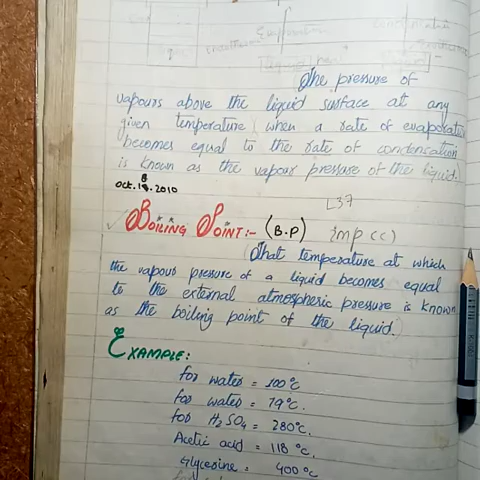 Evaporation
The pressure of
vapours above the liquid surface at any
given temperature when a rate of evaporation
becomes equal to the rate of condensation
is known as the vapour pressure of the liquid.
oct. 18. 2010
L37
Boiling Point:- (B.P) imp (c)
That temperature at which
the vapour pressure of a liquid becomes equal
to the external atmospheric pressure is known
as the boiling point of the liquid.
Example:
for water = 100°C
for water = 79°C.
for H₂SO₄ = 280°C.
Acetic acid = 118°C.
Glycerine = 400°C